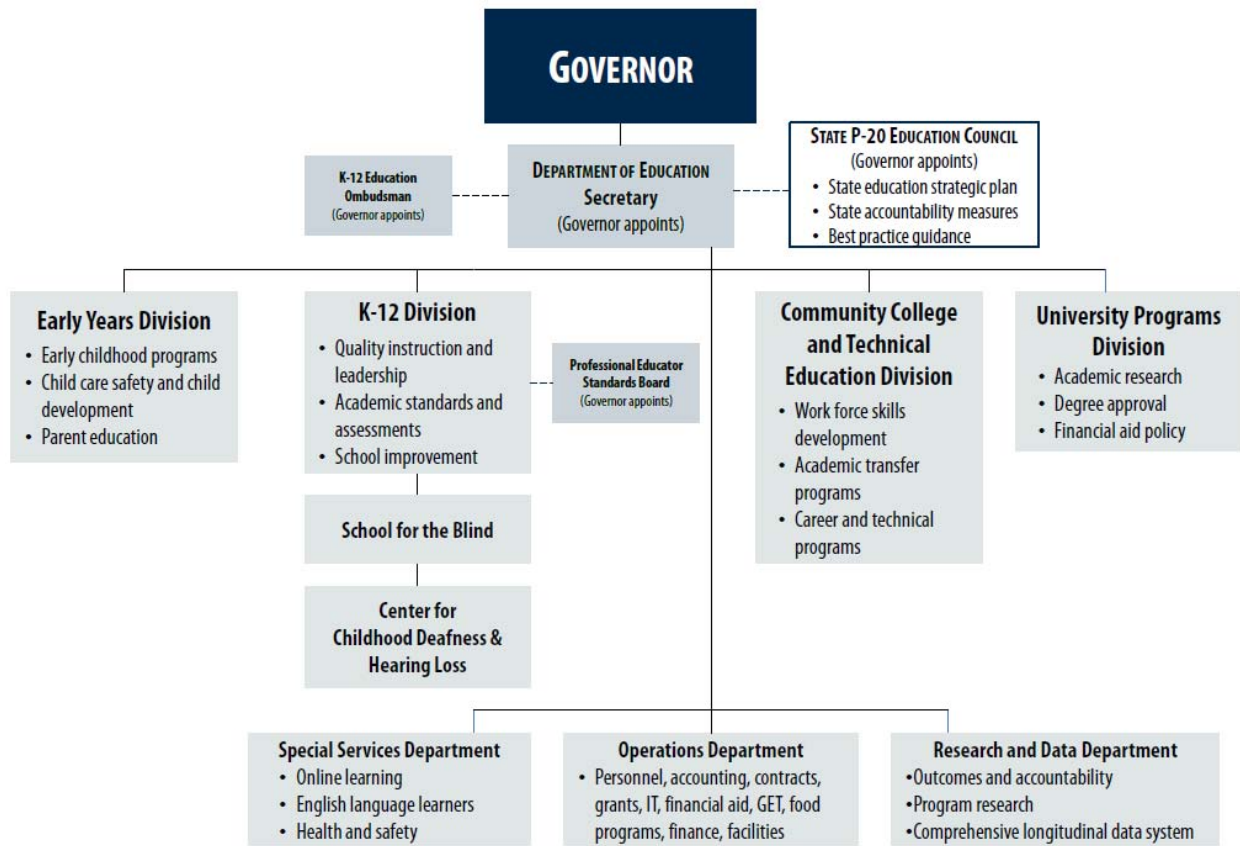 GOVERNOR
K-12 Education
Ombudsman
(Governor appoints)
DEPARTMENT OF EDUCATION
Secretary
(Governor appoints)
STATE P-20 EDUCATION COUNCIL
(Governor appoints)
• State education strategic plan
• State accountability measures
• Best practice guidance
Early Years Division
• Early childhood programs
• Child care safety and child
development
• Parent education
K-12 Division
• Quality instruction and
leadership
• Academic standards and
assessments
• School improvement
Professional Educator
Standards Board
(Governor appoints)
Community College
and Technical
Education Division
• Work force skills
development
• Academic transfer
programs
• Career and technical
programs
University Programs
Division
• Academic research
• Degree approval
• Financial aid policy
School for the Blind
Center for
Childhood Deafness &
Hearing Loss
Special Services Department
• Online learning
• English language learners
• Health and safety
Operations Department
• Personnel, accounting, contracts,
grants, IT, financial aid, GET, food
programs, finance, facilities
Research and Data Department
•Outcomes and accountability
•Program research
•Comprehensive longitudinal data system